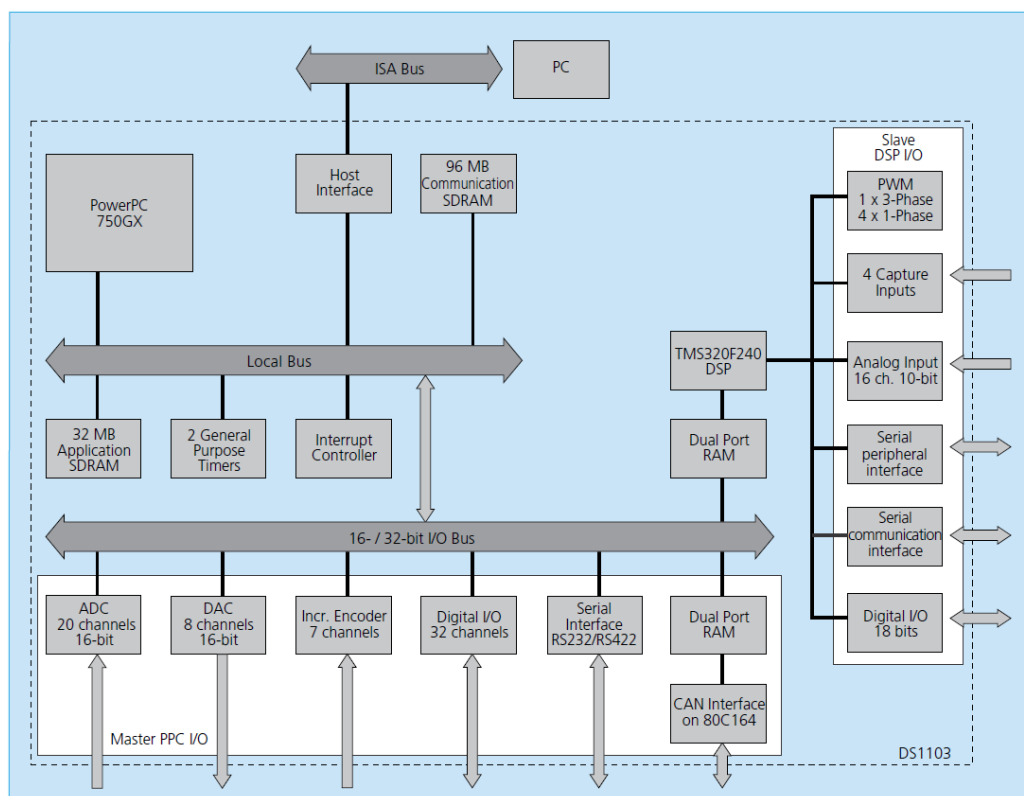 ISA Bus
PC
PowerPC
750GX
Host
Interface
96 MB
Communication
SDRAM
Local Bus
32 MB
Application
SDRAM
2 General
Purpose
Timers
Interrupt
Controller
TMS320F240
DSP
Dual Port
RAM
16- / 32-bit I/O Bus
ADC
20 channels
16-bit
DAC
8 channels
16-bit
Incr. Encoder
7 channels
Digital I/O
32 channels
Serial
Interface
RS232/RS422
Dual Port
RAM
CAN Interface
on 80C164
Master PPC I/O
Slave
DSP I/O
PWM
1 x 3-Phase
4 x 1-Phase
4 Capture
Inputs
Analog Input
16 ch. 10-bit
Serial
peripheral
interface
Serial
communication
interface
Digital I/O
18 bits
DS1103